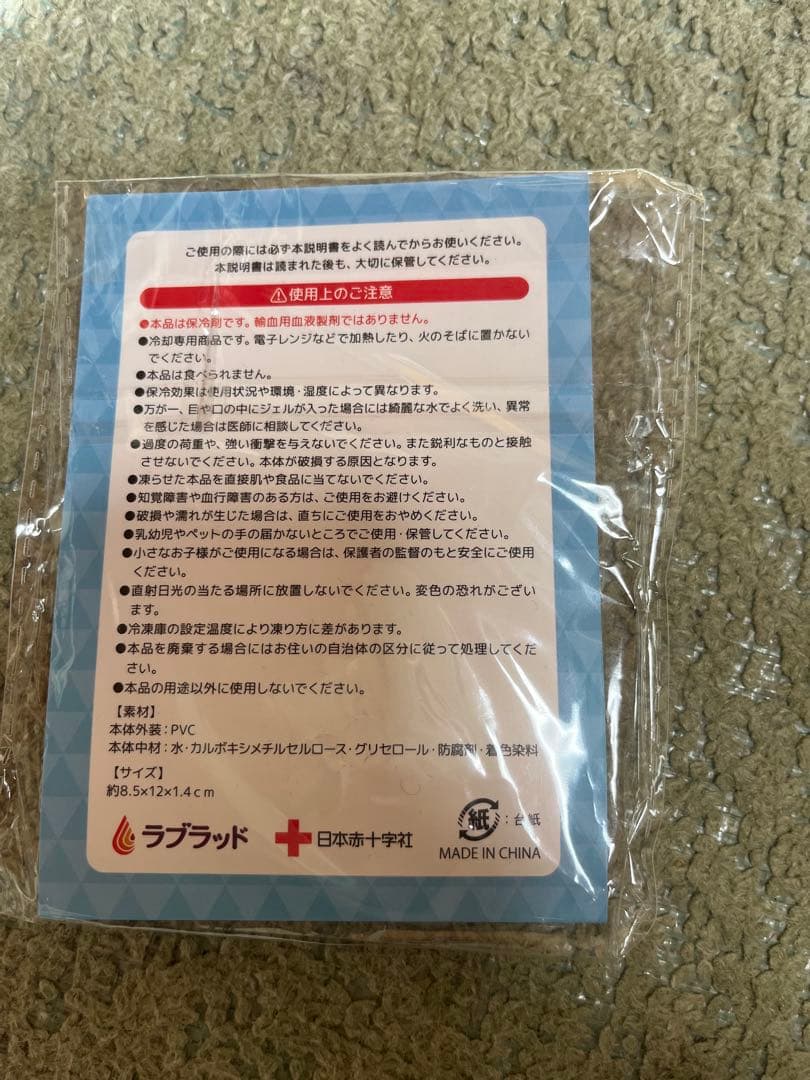 ご使用の際には必ず本説明書をよく読んでからお使いください。
本説明書は読まれた後も、大切に保管してください。
⚠使用上のご注意
●本品は保冷剤です。輸血用血液製剤ではありません。
●冷却専用商品です。電子レンジなどで加熱したり、火のそばに置かない
でください。
●本品は食べられません。
●保冷効果は使用状況や環境・湿度によって異なります。
●万が一、目や口の中にジェルが入った場合には綺麗な水でよく洗い、異常
を感じた場合は医師に相談してください。
●過度の荷重や、強い衝撃を与えないでください。また鋭利なものと接触
させないでください。本体が破損する原因となります。
●凍らせた本品を直接肌や食品に当てないでください。
●知覚障害や血行障害のある方は、ご使用をお避けください。
●破損や濡れが生じた場合は、直ちにご使用をおやめください。
●乳幼児やペットの手の届かないところでご使用・保管してください。
●小さなお子様がご使用になる場合は、保護者の監督のもと安全にご使用
ください。
●直射日光の当たる場所に放置しないでください。変色の恐れがござい
ます。
●冷凍庫の設定温度により凍り方に差があります。
●本品を廃棄する場合にはお住いの自治体の区分に従って処理してくだ
さい。
●本品の用途以外に使用しないでください。
【素材】
本体外装：PVC
本体中材：水・カルボキシメチルセルロース・グリセロール・防腐剤・着色染料
【サイズ】
約8.5×12×1.4cm
ラブラッド 日本赤十字社 紙：台紙
MADE IN CHINA